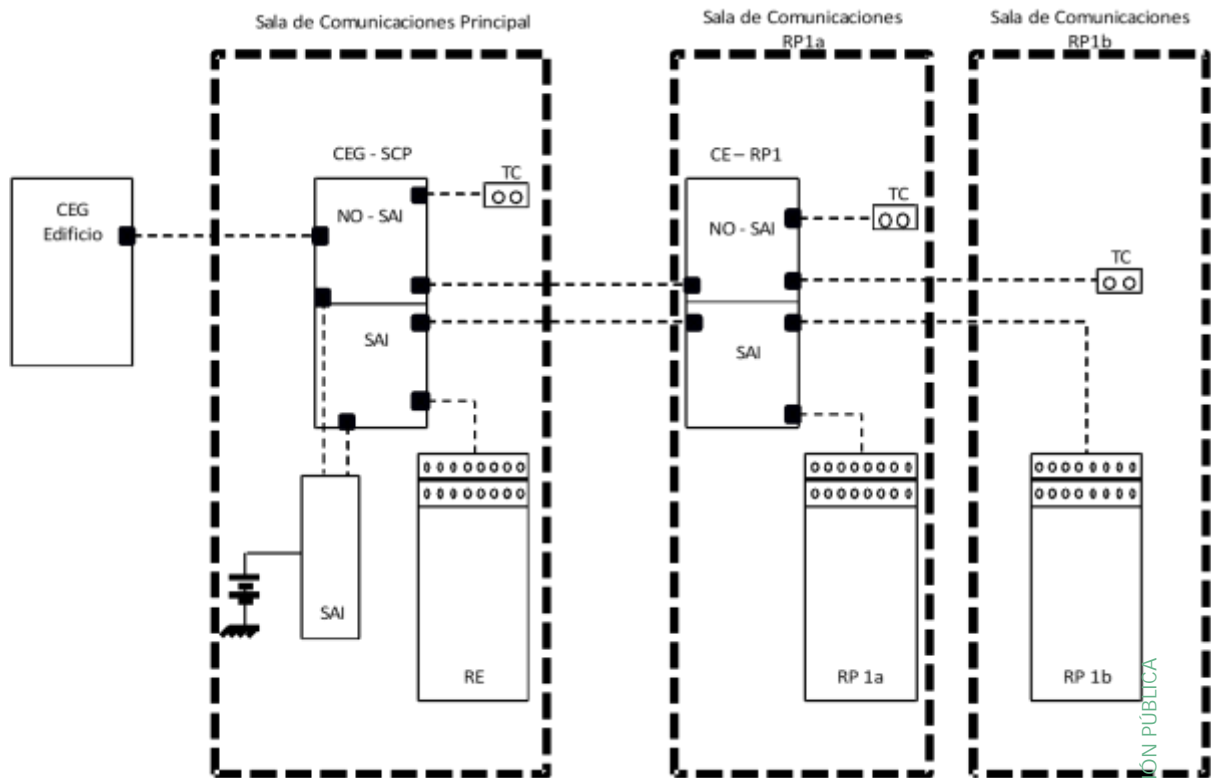 Sala de Comunicaciones Principal
Sala de Comunicaciones
RP1a
Sala de Comunicaciones
RP1b
CEG
Edificio
CEG - SCP
NO - SAI
SAI
TC
SAI
RE
CE – RP1
NO - SAI
SAI
TC
RP 1a
TC
RP 1b
ÓN PÚBLICA